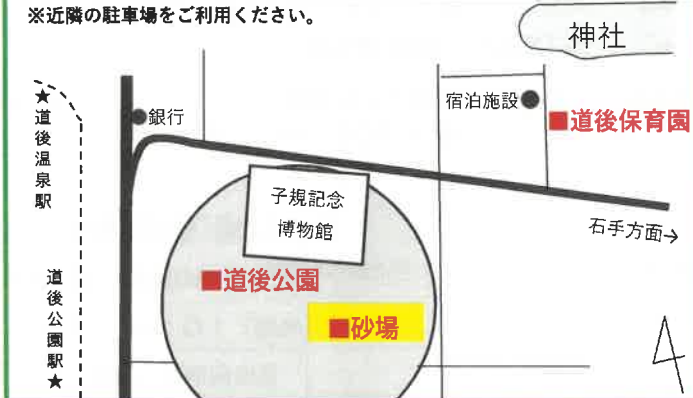 ※近隣の駐車場をご利用ください。
神社
★道後温泉駅
●銀行
宿泊施設●
■道後保育園
子規記念
博物館
石手方面→
■道後公園
■砂場
道後公園駅★